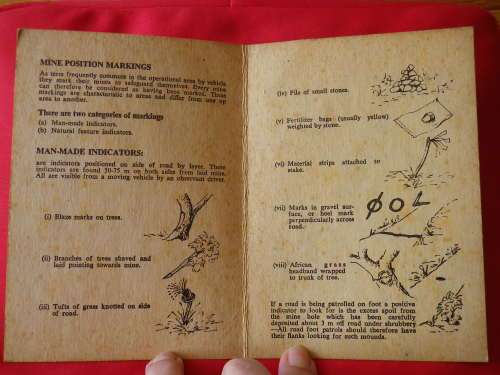 MINE POSITION MARKINGS
As terrs frequently commute in the operational area by vehicle
they mark their mines to safeguard themselves. Every mine
can therefore be considered as having been marked. These
markings are characteristic to areas and differ from one op
area to another.
There are two categories of markings
(a) Man-made indicators.
(b) Natural feature indicators.
MAN-MADE INDICATORS:
are indicators positioned on side of road by layer. These
indicators are found 50-75 m on both sides from laid mine.
All are visible from a moving vehicle by an observant driver.
(i) Blaze marks on trees.
(ii) Branches of trees shaved and
laid pointing towards mine.
(iii) Tufts of grass knotted on side
of road.
(iv) Pile of small stones.
(v) Fertilizer bags (usually yellow)
weighted by stone.
(vi) Material strips attached to
stake.
(vii) Marks in gravel sur-
face, or heel mark
perpendicularly across
road.
ΦOL
(viii) African grass
headband wrapped
to trunk of tree.
If a road is being patrolled on foot a positive
indicator to look for is the excess spoil from
the mine hole which has been carefully
deposited about 3 m off road under shrubbery
—All road foot patrols should therefore have
their flanks looking for such mounds.